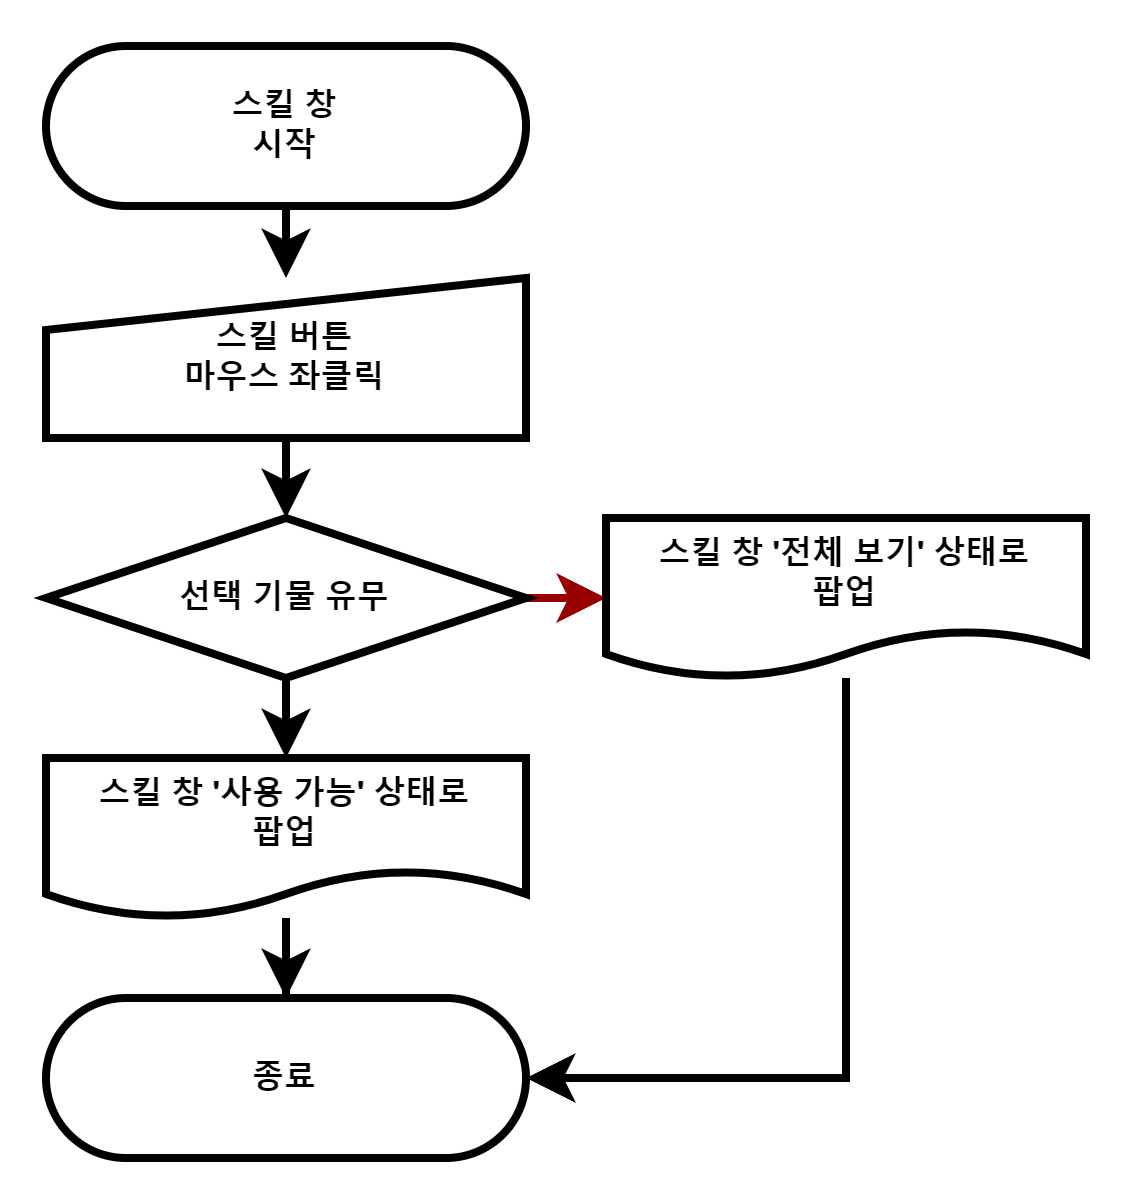 스킬 창
시작
스킬 버튼
마우스 좌클릭
선택 기물 유무
스킬 창 '전체 보기' 상태로
팝업
스킬 창 '사용 가능' 상태로
팝업
종료